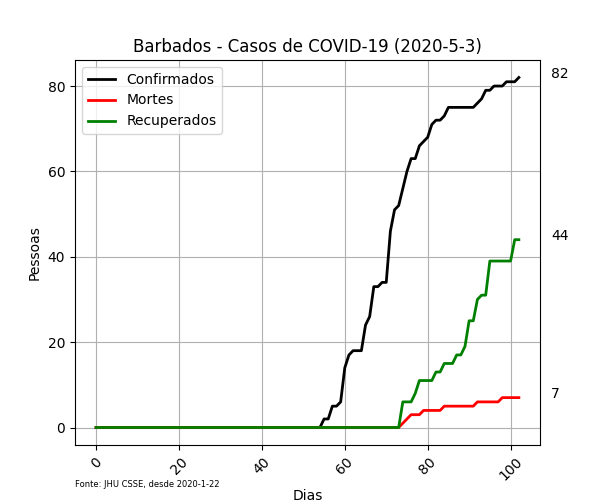 Barbados - Casos de COVID-19 (2020-5-3)
Confirmados
Mortes
Recuperados
82
44
7
Pessoas
80
60
40
20
0
0
20
40
60
80
100
Fonte: JHU CSSE, desde 2020-1-22
Dias